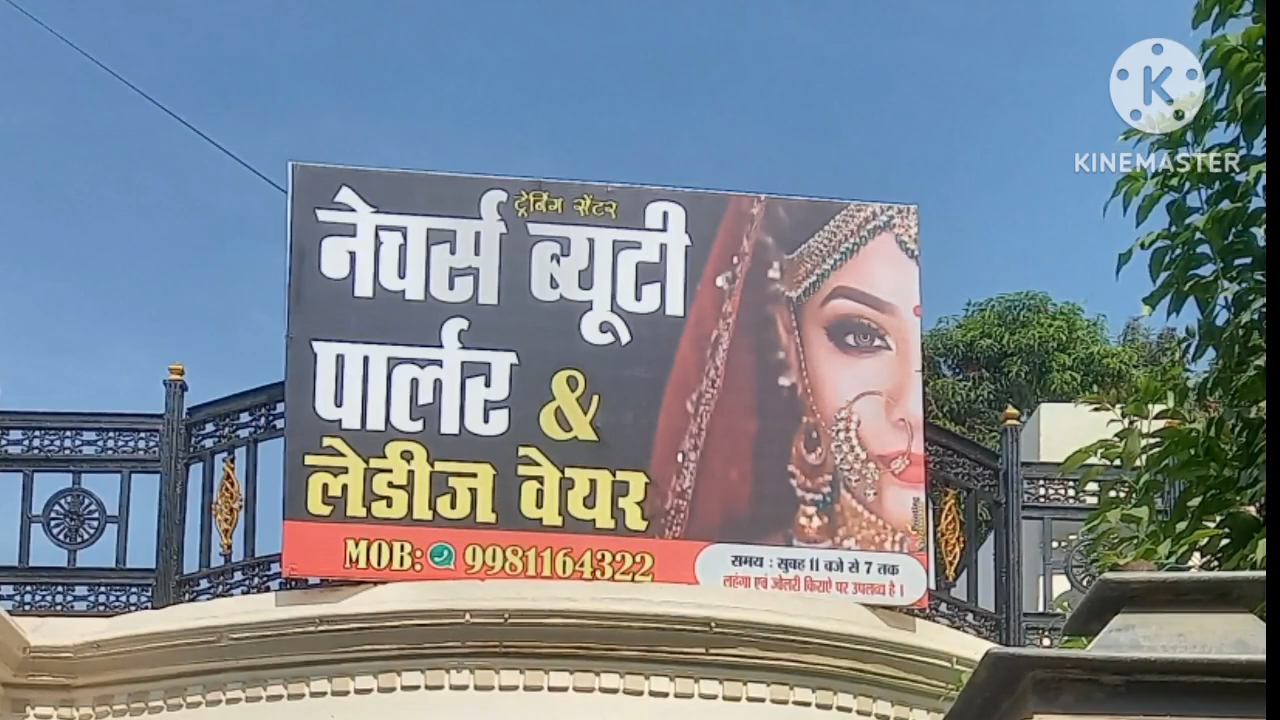 ट्रेनिंग सेंटर
नेचर्स ब्यूटी
पार्लर &
लेडीज वेयर
MOB: 9981164322
समय : सुबह 11 बजे से 7 तक
लहंगा एवं ज्वेलरी किराऐ पर उपलब्ध है ।
KINEMASTER